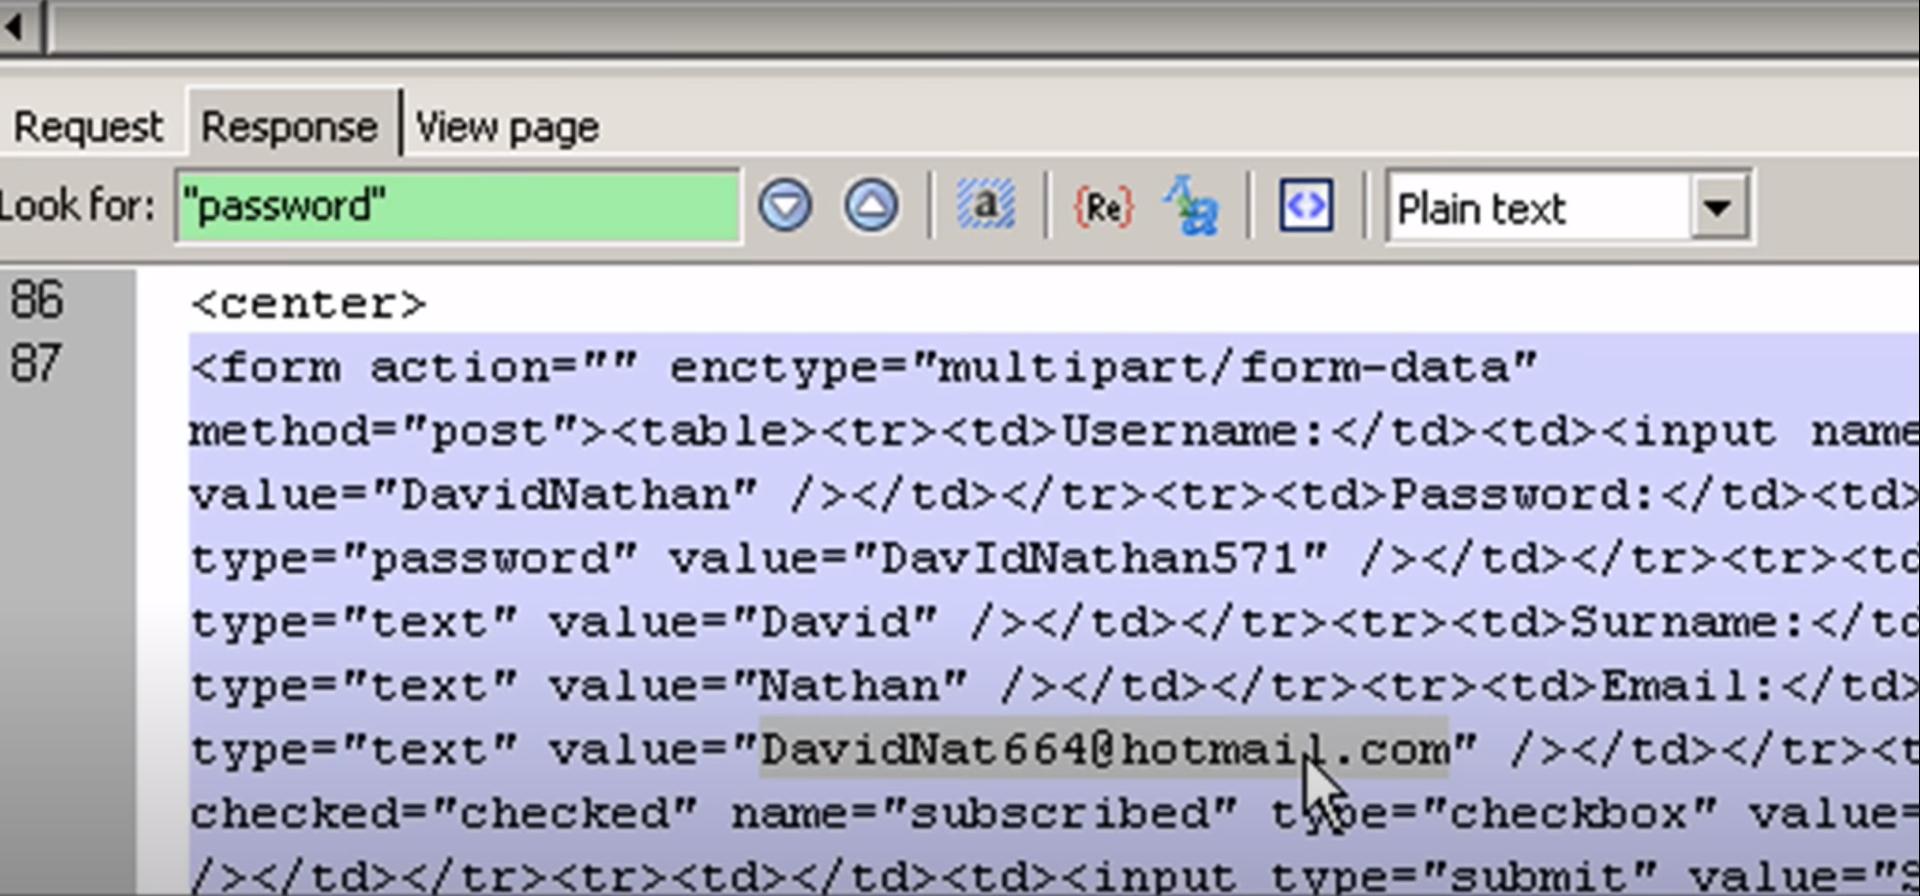 Request Response View page
Look for: "password" a {Re} Aa <> Plain text
86 <center>
87 <form action="" enctype="multipart/form-data"
method="post"><table><tr><td>Username:</td><td><input name
value="DavidNathan" /></td></tr><tr><td>Password:</td><td>
type="password" value="DavIdNathan571" /></td></tr><tr><td
type="text" value="David" /></td></tr><tr><td>Surname:</td
type="text" value="Nathan" /></td></tr><tr><td>Email:</td>
type="text" value="DavidNat664@hotmail.com" /></td></tr><t
checked="checked" name="subscribed" type="checkbox" value=
/></td></tr><tr><td></td><td><input type="submit" value="S